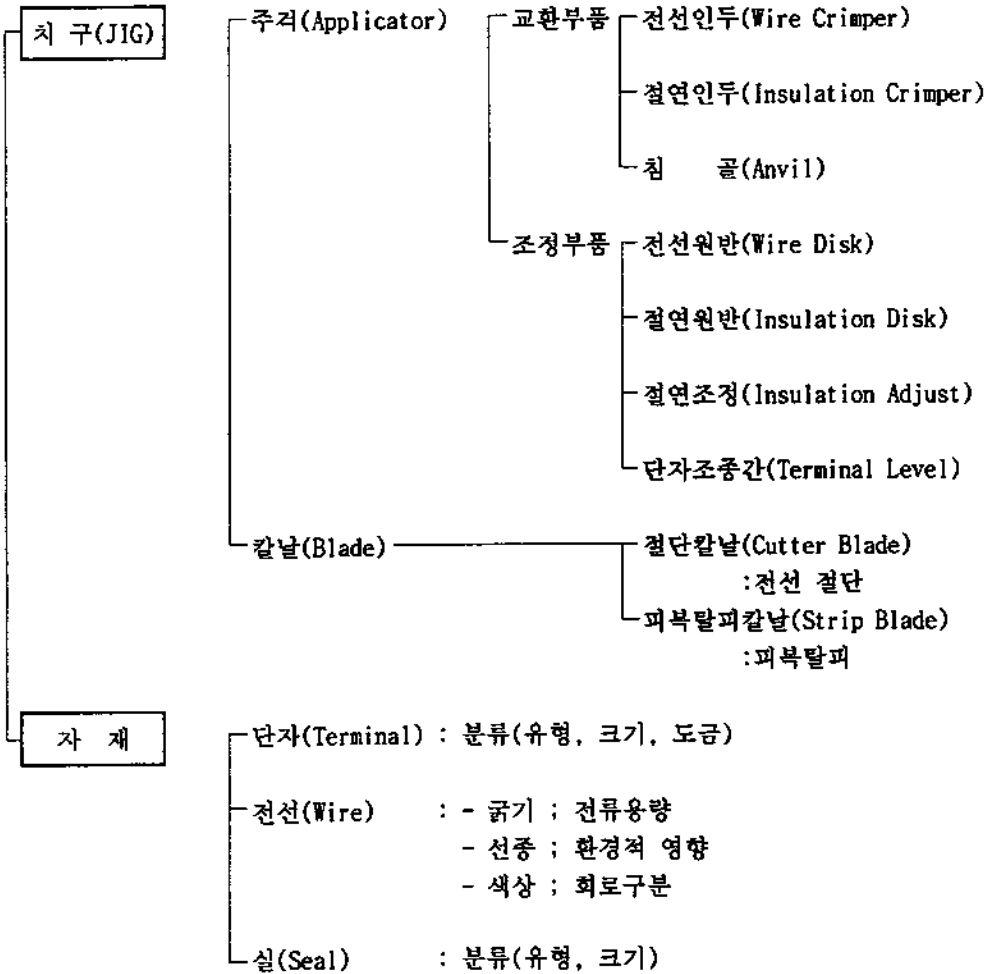 치 구(JIG)
주걱(Applicator)
교환부품
전선인두(Wire Crimper)
절연인두(Insulation Crimper)
침 골(Anvil)
조정부품
전선원반(Wire Disk)
절연원반(Insulation Disk)
절연조정(Insulation Adjust)
단자조종간(Terminal Level)
칼날(Blade)
절단칼날(Cutter Blade)
:전선 절단
피복탈피칼날(Strip Blade)
:피복탈피
자 재
단자(Terminal) : 분류(유형, 크기, 도금)
전선(Wire) : - 굵기 ; 전류용량
- 선종 ; 환경적 영향
- 색상 ; 회로구분
실(Seal) : 분류(유형, 크기)